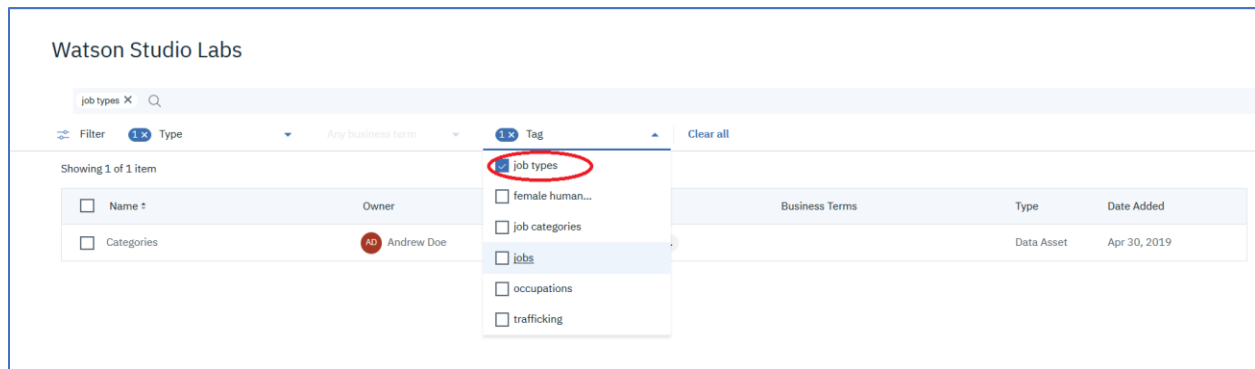 Watson Studio Labs
job types ×
Filter 1 × Type Any business term 1 × Tag Clear all
Showing 1 of 1 item
job types
female human...
job categories
jobs
occupations
trafficking
Name Owner Business Terms Type Date Added
Categories AD Andrew Doe Data Asset Apr 30, 2019